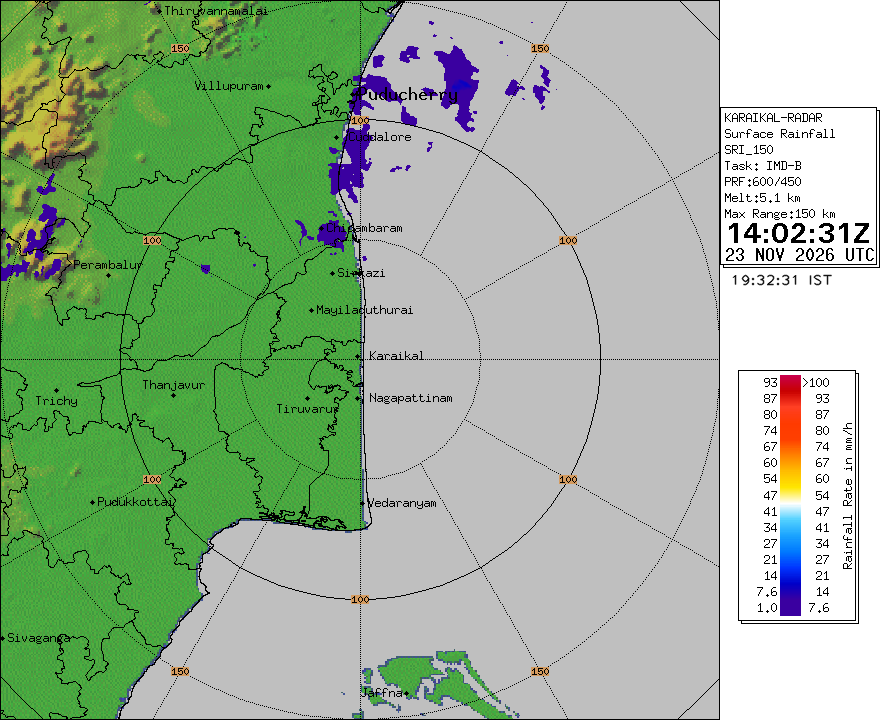 Thiruvannamalai
150
150
Villupuram
Puducherry
100
Cuddalore
Chidambaram
100
100
Perambalur
Sirkazi
Mayiladuthurai
Karaikal
Thanjavur
Trichy
Nagapattinam
Tiruvarur
100
100
Pudukkottai
Vedaranyam
100
Sivaganga
150
150
Jaffna
KARAIKAL-RADAR
Surface Rainfall
SRI_150
Task: IMD-B
PRF:600/450
Melt:5.1 km
Max Range:150 km
14:02:31Z
23 NOV 2026 UTC
19:32:31 IST
93 >100
87 93
80 87
74 80
67 74
60 67
54 60
47 54
41 47
34 41
27 34
21 27
14 21
7.6 14
1.0 7.6
Rainfall Rate in mm/h